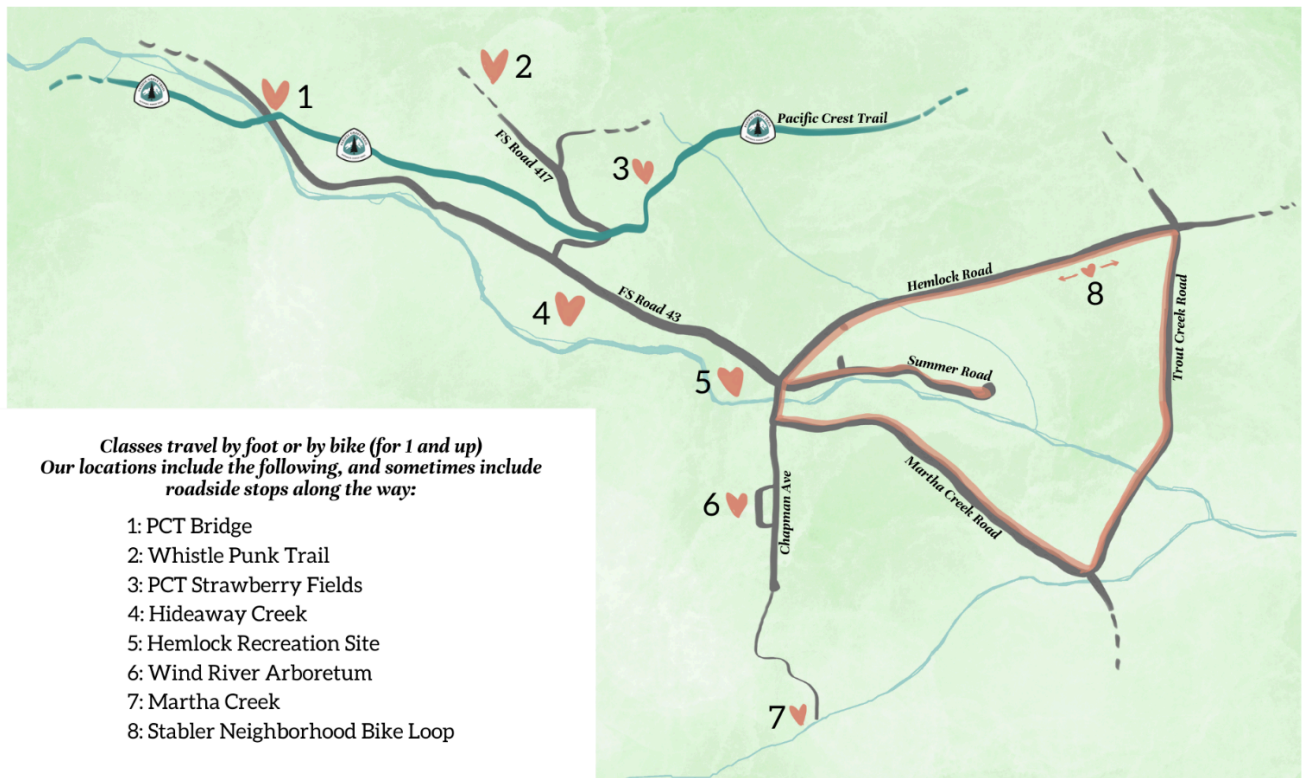 1
2
FS Road 417
3
Pacific Crest Trail
4
FS Road 43
Hemlock Road
8
Trout Creek Road
5
Summer Road
Martha Creek Road
6
Chapman Ave
7
Classes travel by foot or by bike (for 1 and up)
Our locations include the following, and sometimes include
roadside stops along the way:
1: PCT Bridge
2: Whistle Punk Trail
3: PCT Strawberry Fields
4: Hideaway Creek
5: Hemlock Recreation Site
6: Wind River Arboretum
7: Martha Creek
8: Stabler Neighborhood Bike Loop